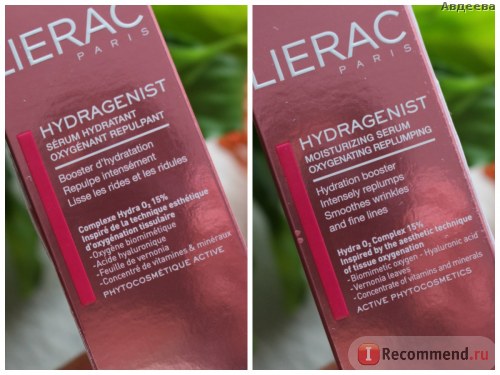 LIERAC
PARIS
HYDRAGENIST
SÉRUM HYDRATANT
OXYGÉNANT REPULPANT
Booster d'hydratation
Repulpe intensément
Lisse les rides et les ridules
Complexe Hydra O₂ 15%
Inspiré de la technique esthétique
d'oxygénation tissulaire
-Oxygène biomimétique
-Acide hyaluronique
-Feuille de vernonia
-Concentré de vitamines & minéraux
PHYTOCOSMÉTIQUE ACTIVE
Авдеева
LIERAC
PARIS
HYDRAGENIST
MOISTURIZING SERUM
OXYGENATING REPLUMPING
Hydration booster
Intensely replumps
Smoothes wrinkles
and fine lines
Hydra O₂ Complex 15%
Inspired by the aesthetic technique
of tissue oxygenation
-Biomimetic oxygen -Hyaluronic acid
-Vernonia leaves
-Concentrate of vitamins and minerals
ACTIVE PHYTOCOSMETICS
I Recommend.ru